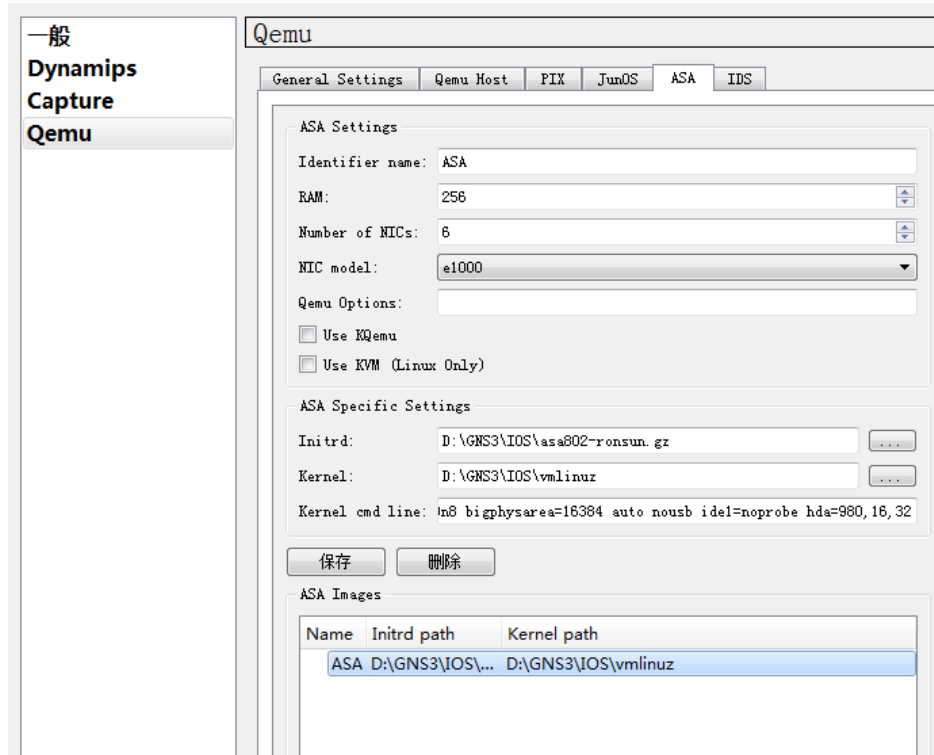 一般
Dynamips
Capture
Qemu
Qemu
General Settings Qemu Host PIX JunOS ASA IDS
ASA Settings
Identifier name: ASA
RAM: 256
Number of NICs: 6
NIC model: e1000
Qemu Options:
Use KQemu
Use KVM (Linux Only)
ASA Specific Settings
Initrd: D:\GNS3\IOS\asa802-ronsun.gz ...
Kernel: D:\GNS3\IOS\vmlinuz ...
Kernel cmd line: bigphysarea=16384 auto nousb ide1=noprobe hda=980,16,32
保存 删除
ASA Images
Name Initrd path Kernel path
ASA D:\GNS3\IOS\... D:\GNS3\IOS\vmlinuz